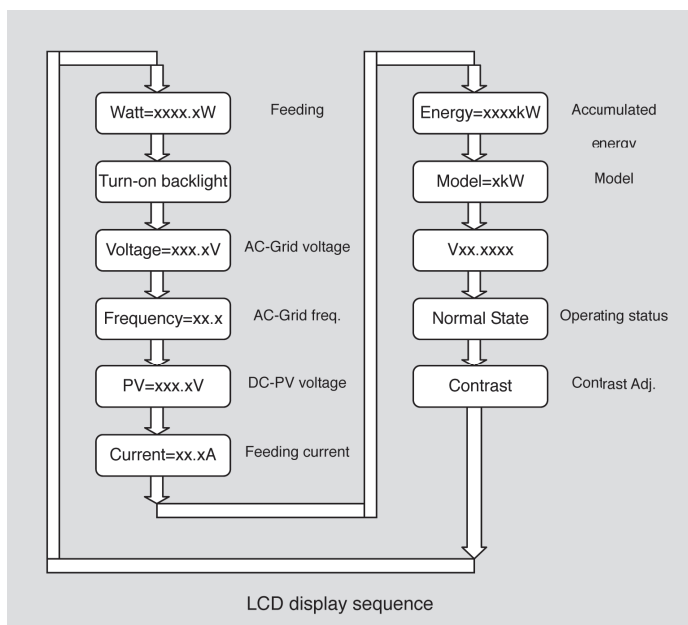 Watt=xxxx.xW Feeding
Turn-on backlight
Voltage=xxx.xV AC-Grid voltage
Frequency=xx.x AC-Grid freq.
PV=xxx.xV DC-PV voltage
Current=xx.xA Feeding current
Energy=xxxxkW Accumulated
energy
Model=xkW Model
Vxx.xxxx
Normal State Operating status
Contrast Contrast Adj.
LCD display sequence